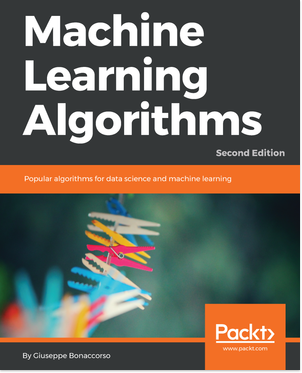 Machine
Learning
Algorithms
Second Edition
Popular algorithms for data science and machine learning
Packt>
www.packt.com
By Giuseppe Bonaccorso